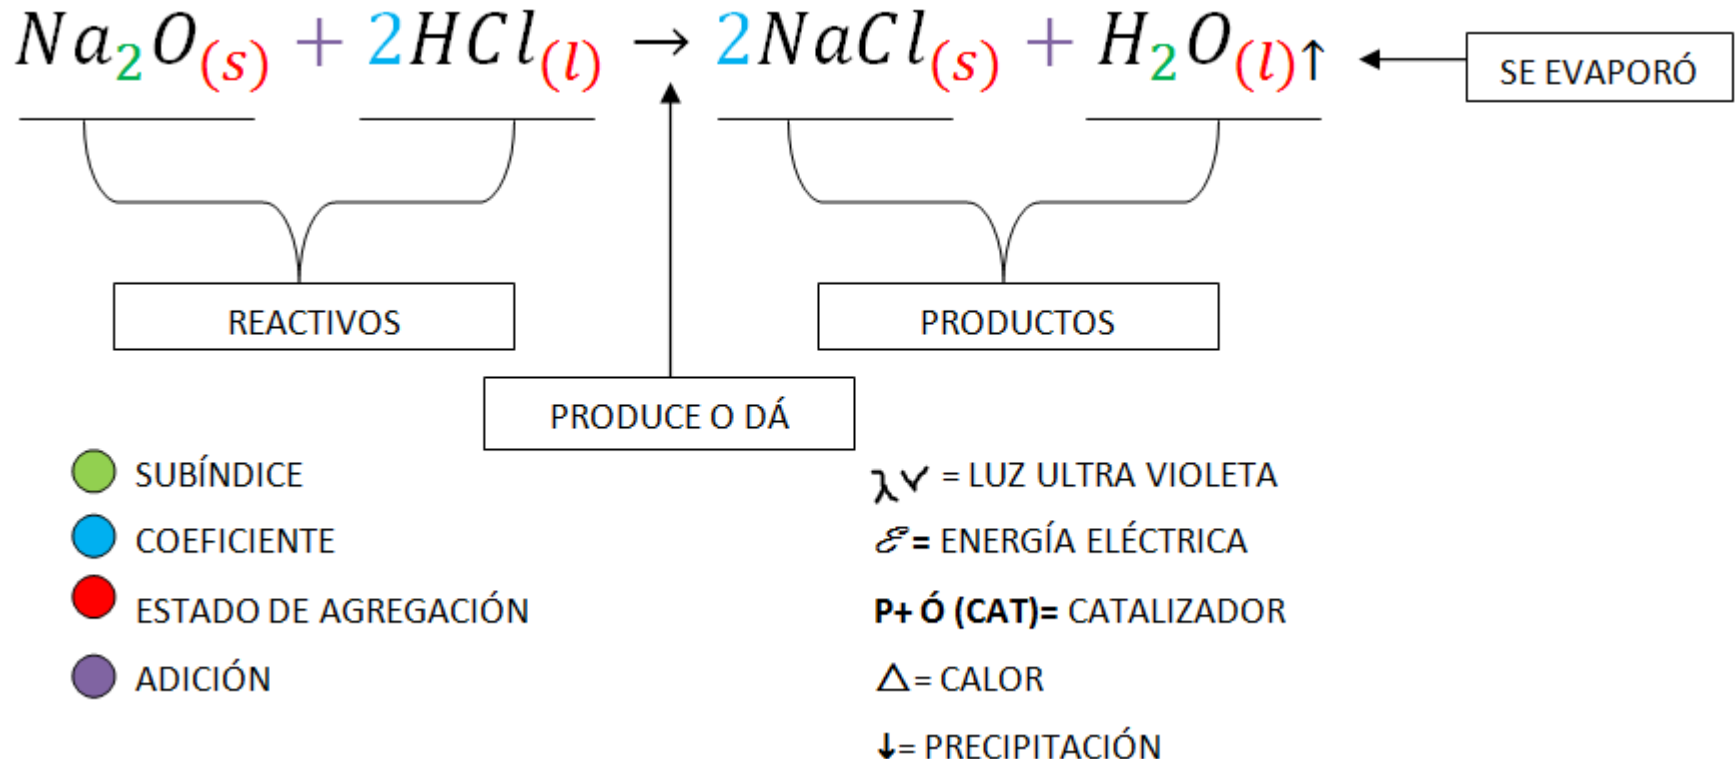 Na₂O(s) + 2HCl(l) → 2NaCl(s) + H₂O(l)↑
SE EVAPORÓ
REACTIVOS
PRODUCTOS
PRODUCE O DÁ
SUBÍNDICE
COEFICIENTE
ESTADO DE AGREGACIÓN
ADICIÓN
λν = LUZ ULTRA VIOLETA
ℰ= ENERGÍA ELÉCTRICA
P+ Ó (CAT)= CATALIZADOR
△= CALOR
↓= PRECIPITACIÓN